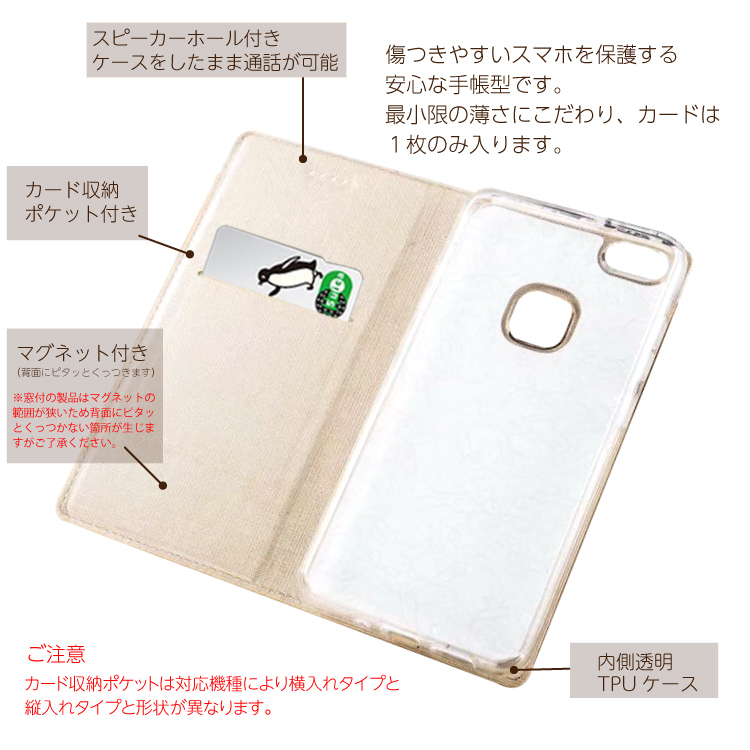 スピーカーホール付き
ケースをしたまま通話が可能
傷つきやすいスマホを保護する
安心な手帳型です。
最小限の薄さにこだわり、カードは
１枚のみ入ります。
カード収納
ポケット付き
Suica
マグネット付き
（背面にピタッとくっつきます）
※窓付の製品はマグネットの
範囲が狭いため背面にピタッ
とくっつかない箇所が生じま
すがご了承ください。
内側透明
TPU ケース
ご注意
カード収納ポケットは対応機種により横入れタイプと
縦入れタイプと形状が異なります。